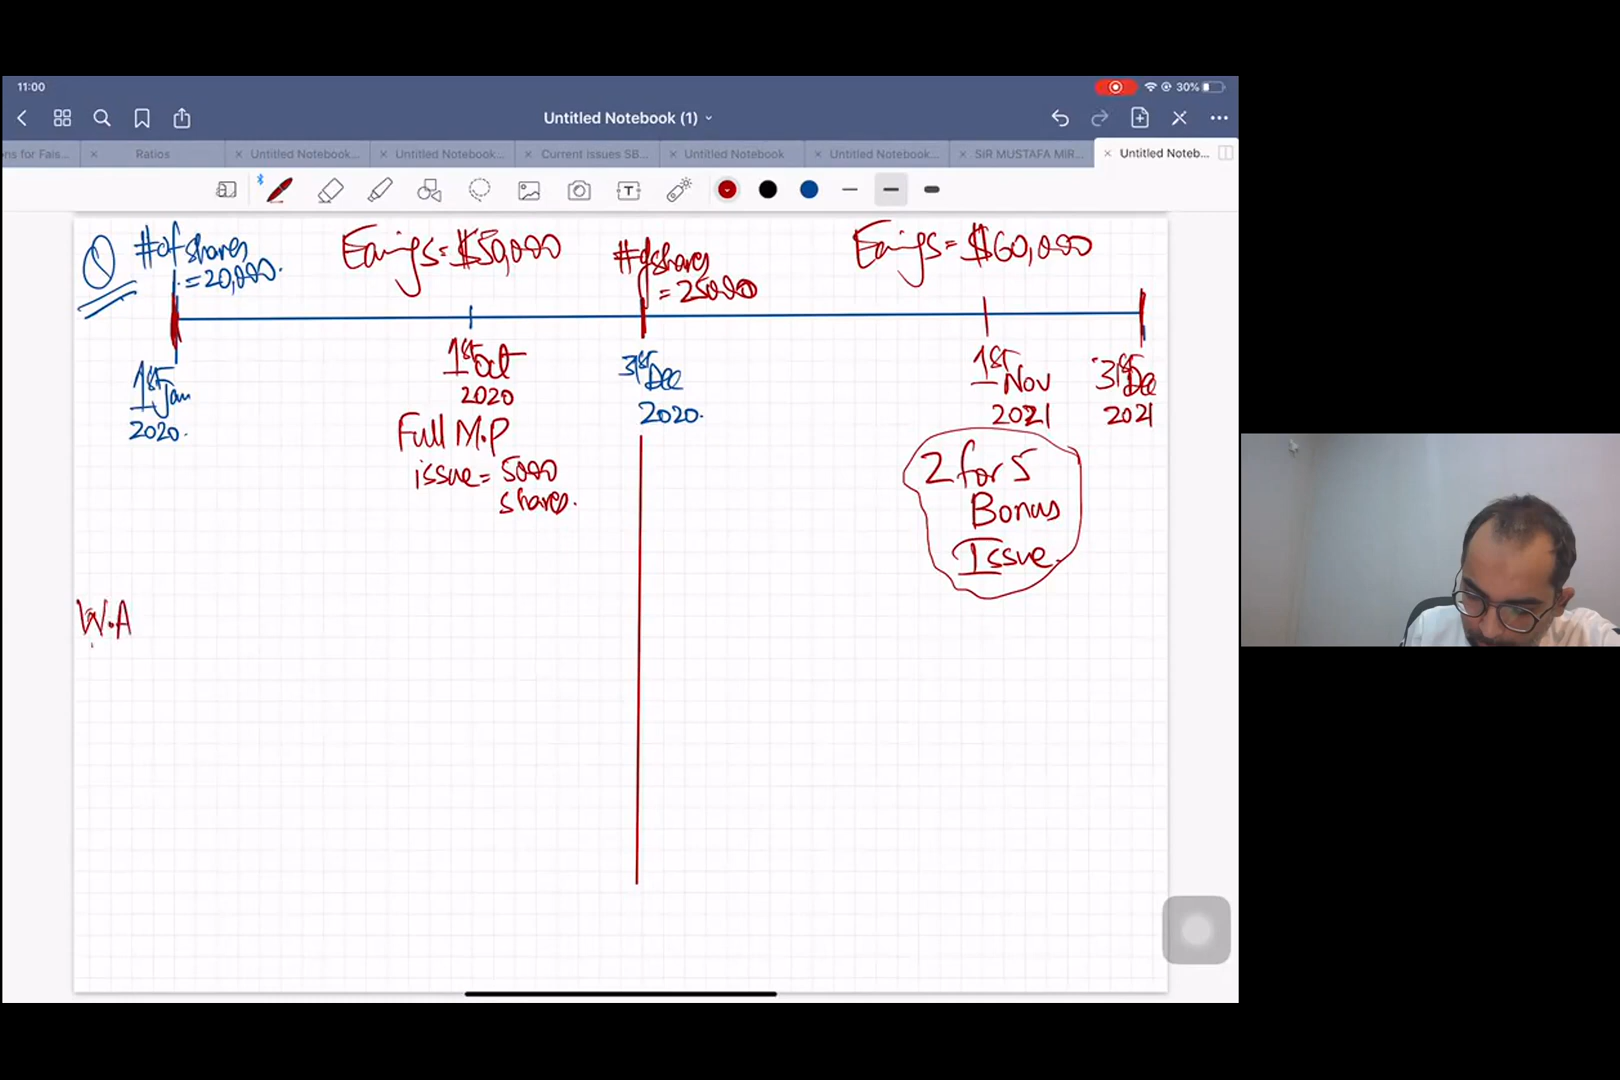 11:00
30%
Untitled Notebook (1)
ns for Fais...
Ratios
Untitled Notebook...
Untitled Notebook...
Current issues SB...
Untitled Notebook
Untitled Notebook...
SIR MUSTAFA MIR...
Untitled Noteb...
Q
# of shares
= 20,000.
Earnings = $50,000
# of shares
= 25000
Earnings = $60,000
1st Jan
2020.
1st Oct
2020
Full M.P
issue = 5000
shares.
31st Dec
2020.
1st Nov
2021
2 for 5
Bonus
Issue.
31st Dec
2021
W.A